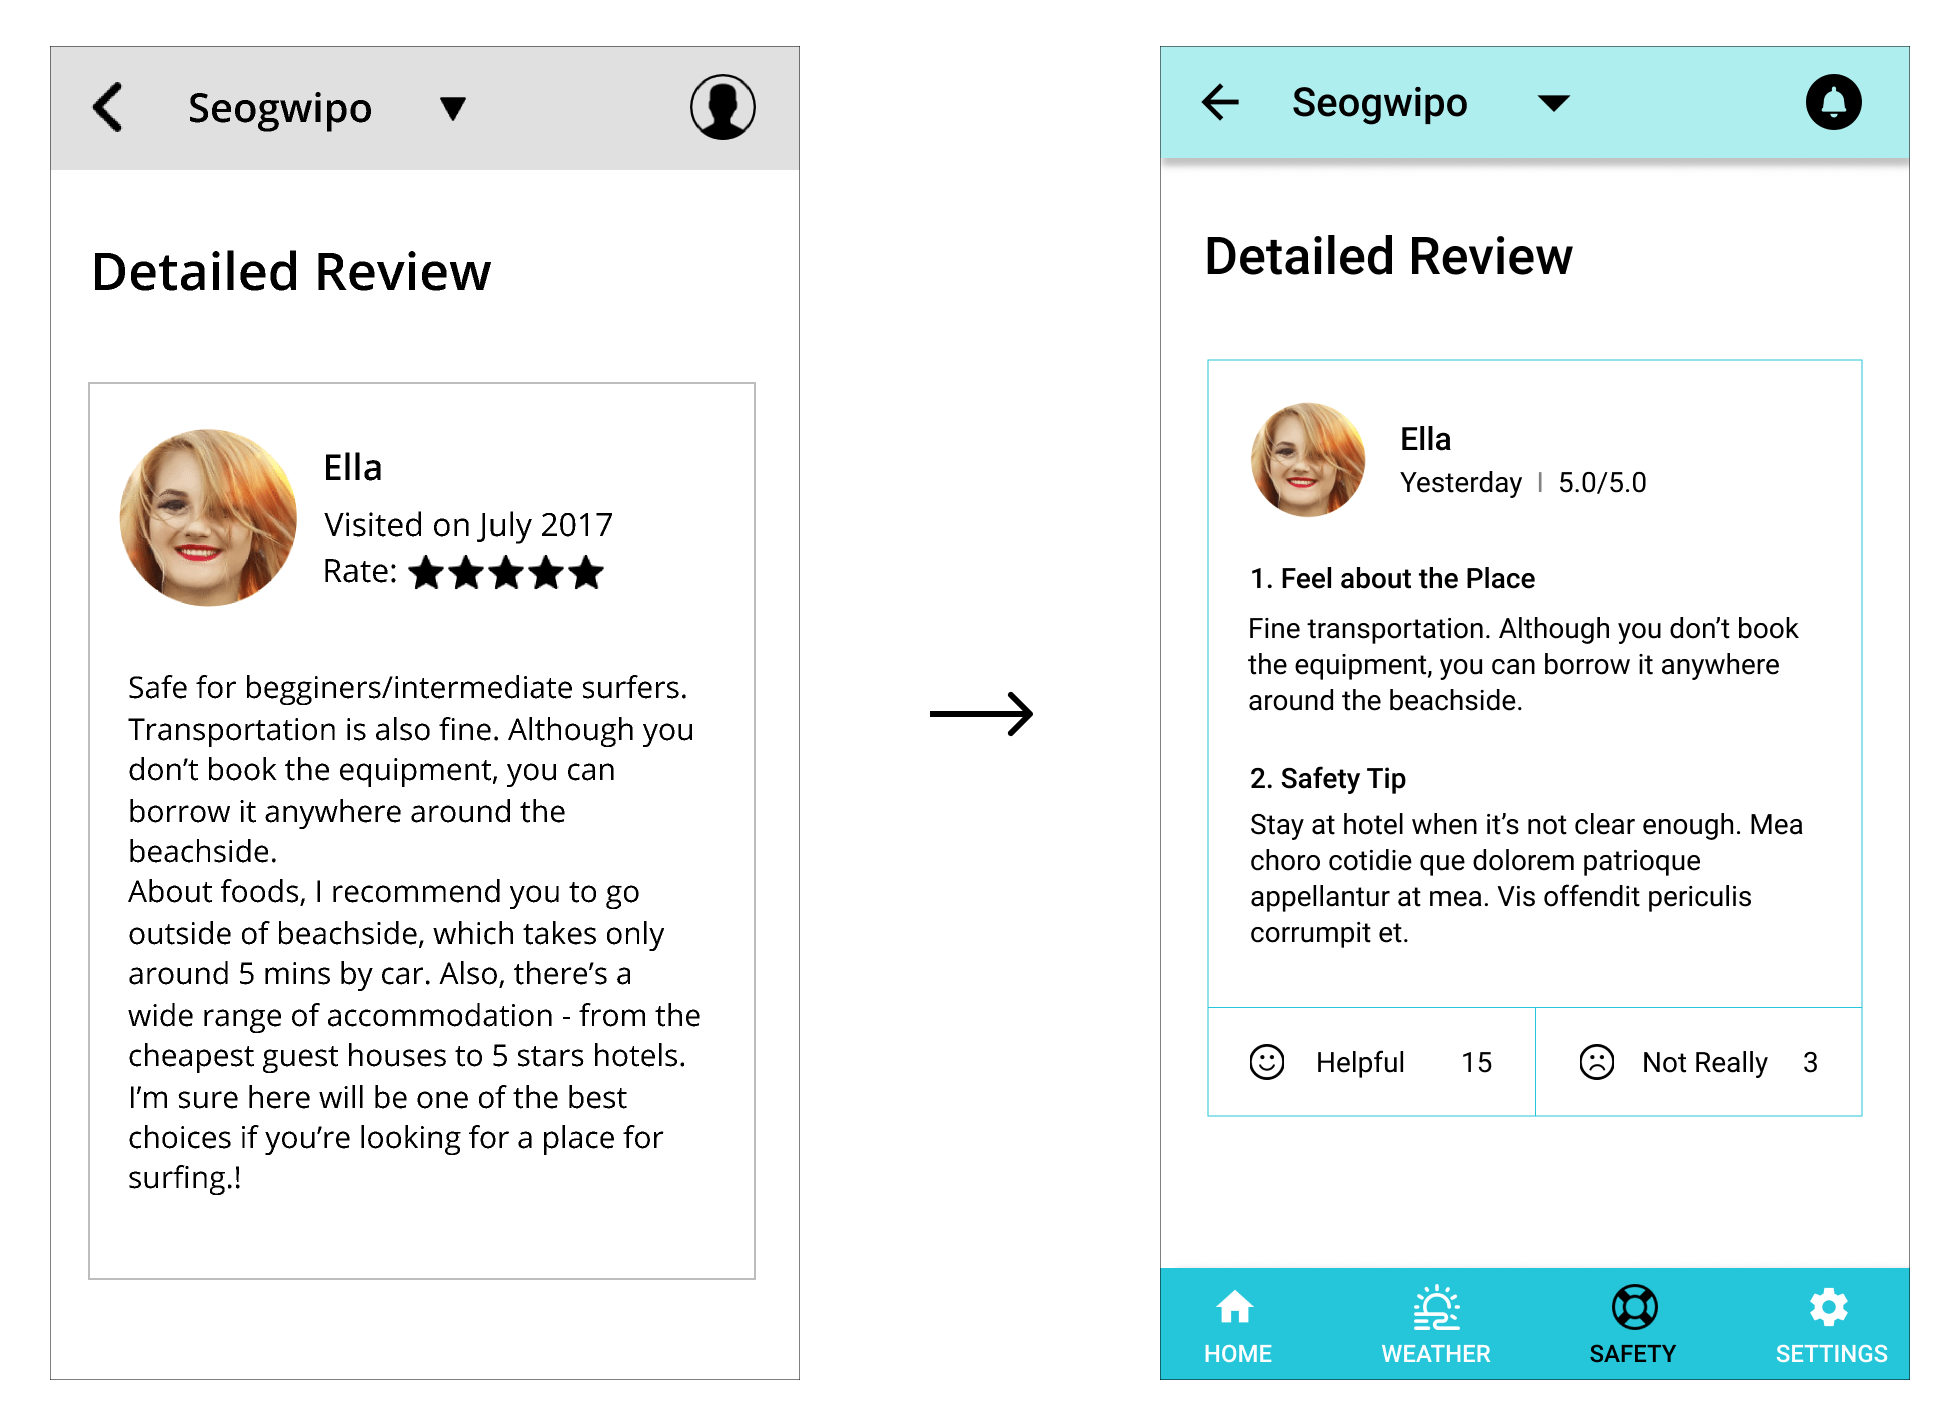 Seogwipo
Detailed Review
Ella
Visited on July 2017
Rate:
Safe for begginers/intermediate surfers.
Transportation is also fine. Although you
don’t book the equipment, you can
borrow it anywhere around the
beachside.
About foods, I recommend you to go
outside of beachside, which takes only
around 5 mins by car. Also, there’s a
wide range of accommodation - from the
cheapest guest houses to 5 stars hotels.
I’m sure here will be one of the best
choices if you’re looking for a place for
surfing.!
Seogwipo
Detailed Review
Ella
Yesterday | 5.0/5.0
1. Feel about the Place
Fine transportation. Although you don’t book
the equipment, you can borrow it anywhere
around the beachside.
2. Safety Tip
Stay at hotel when it’s not clear enough. Mea
choro cotidie que dolorem patrioque
appellantur at mea. Vis offendit periculis
corrumpit et.
Helpful 15 Not Really 3
HOME WEATHER SAFETY SETTINGS